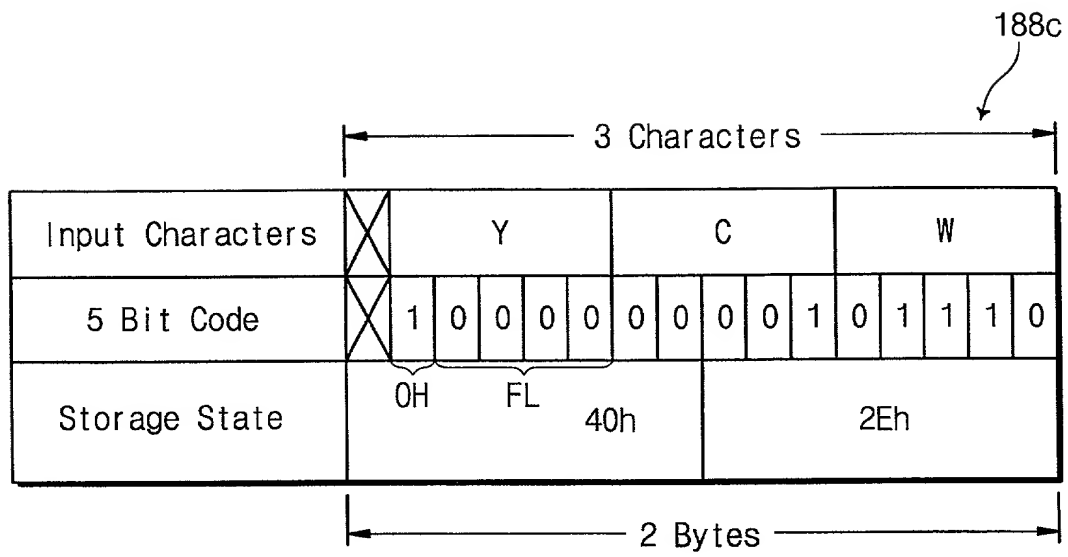 188c
3 Characters
Input Characters Y C W
5 Bit Code 1 0 0 0 0 0 0 0 0 1 0 1 1 1 0
OH FL
Storage State 40h 2Eh
2 Bytes